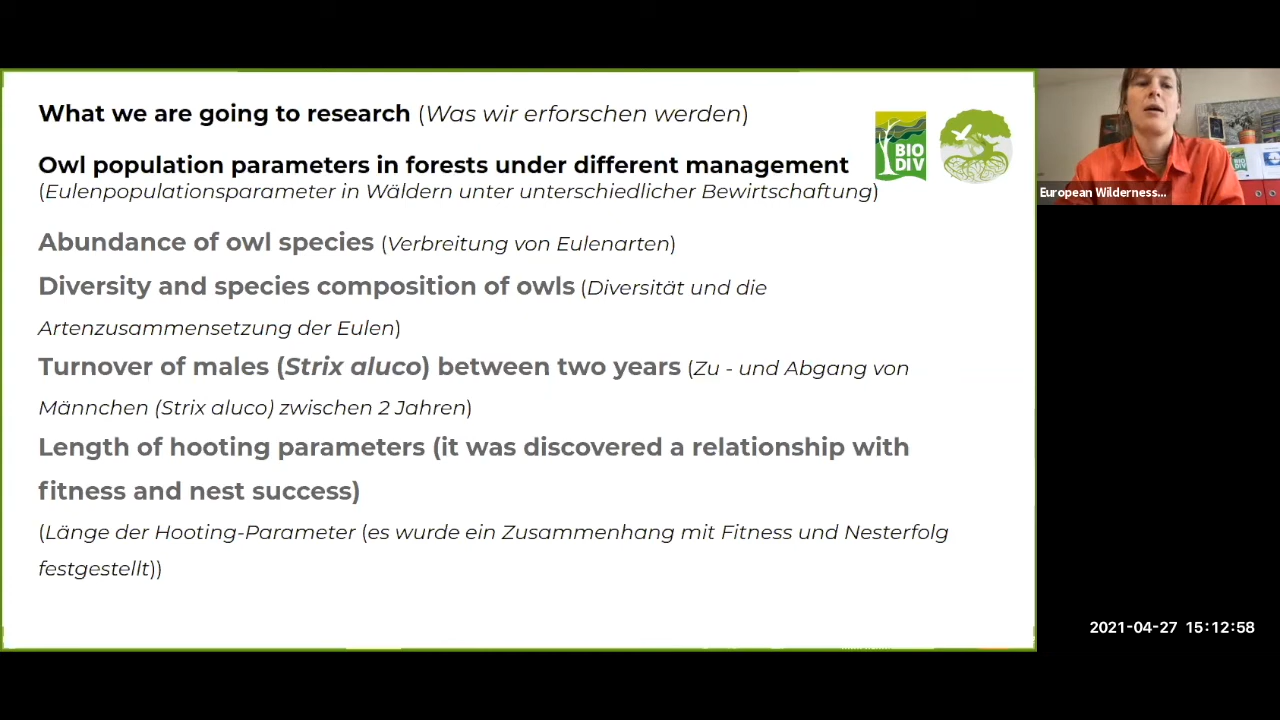 What we are going to research (Was wir erforschen werden)
Owl population parameters in forests under different management
(Eulenpopulationsparameter in Wäldern unter unterschiedlicher Bewirtschaftung)
Abundance of owl species (Verbreitung von Eulenarten)
Diversity and species composition of owls (Diversität und die
Artenzusammensetzung der Eulen)
Turnover of males (Strix aluco) between two years (Zu - und Abgang von
Männchen (Strix aluco) zwischen 2 Jahren)
Length of hooting parameters (it was discovered a relationship with
fitness and nest success)
(Länge der Hooting-Parameter (es wurde ein Zusammenhang mit Fitness und Nesterfolg
festgestellt))
BIO
DIV
BIO
DIV
European Wilderness...
2021-04-27 15:12:58